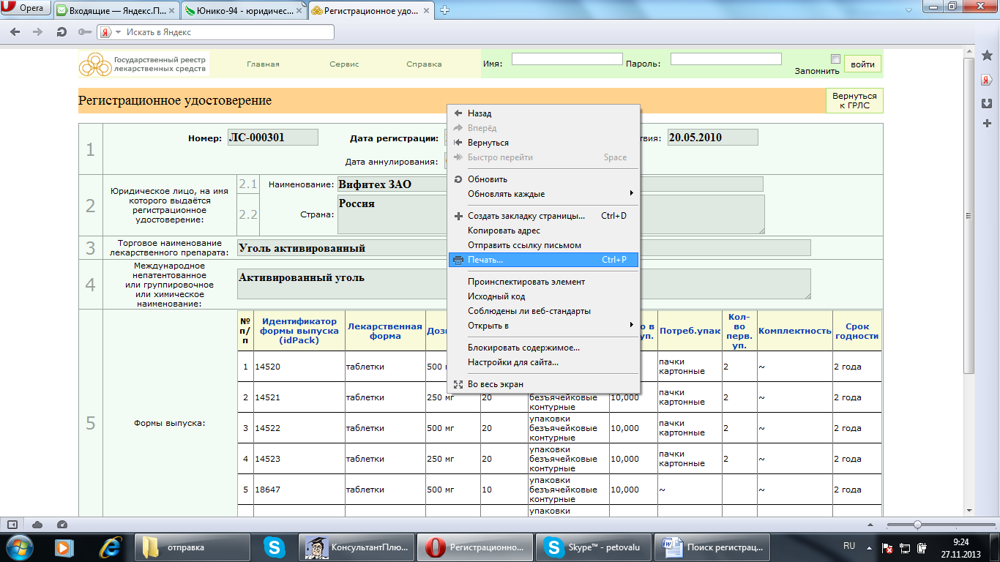 Opera
Входящие — Яндекс.П...
Юнико-94 - юридичес...
Регистрационное удо...
Искать в Яндекс
Государственный реестр
лекарственных средств
Главная
Сервис
Справка
Имя:
Пароль:
Запомнить
войти
Регистрационное удостоверение
Вернуться
к ГРЛС
1
Номер:
ЛС-000301
Дата регистрации:
твия:
20.05.2010
Дата аннулирования:
2
Юридическое лицо, на имя
которого выдаётся
регистрационное
удостоверение:
2.1
Наименование:
Вифитех ЗАО
2.2
Страна:
Россия
3
Торговое наименование
лекарственного препарата:
Уголь активированный
4
Международное
непатентованное
или группировочное
или химическое
наименование:
Активированный уголь
Назад
Вперёд
Вернуться
Быстро перейти Space
Обновить
Обновлять каждые
Создать закладку страницы... Ctrl+D
Копировать адрес
Отправить ссылку письмом
Печать... Ctrl+P
Проинспектировать элемент
Исходный код
Соблюдены ли веб-стандарты
Открыть в
Блокировать содержимое...
Настройки для сайта...
Во весь экран
5
Формы выпуска:
№
п/
п
Идентификатор
формы выпуска
(idPack)
Лекарственная
форма
Доз
о в
уп.
Потреб.упак
Кол-
во
перв.
уп.
Комплектность
Срок
годности
1 14520 таблетки 500 м
пачки
картонные
2 ~ 2 года
2 14521 таблетки 250 мг 20
безъячейковые
контурные
10,000
пачки
картонные
2 ~ 2 года
3 14522 таблетки 500 мг 20
упаковки
безъячейковые
контурные
10,000
пачки
картонные
2 ~ 2 года
4 14523 таблетки 250 мг 20
упаковки
безъячейковые
контурные
10,000
пачки
картонные
2 ~ 2 года
5 18647 таблетки 500 мг 10
упаковки
безъячейковые
контурные
10,000 ~ ~ 2 года
упаковки
отправка
КонсультантПлю...
Регистрационно...
Skype™ - petovalu
Поиск регистрац...
RU
9:24
27.11.2013